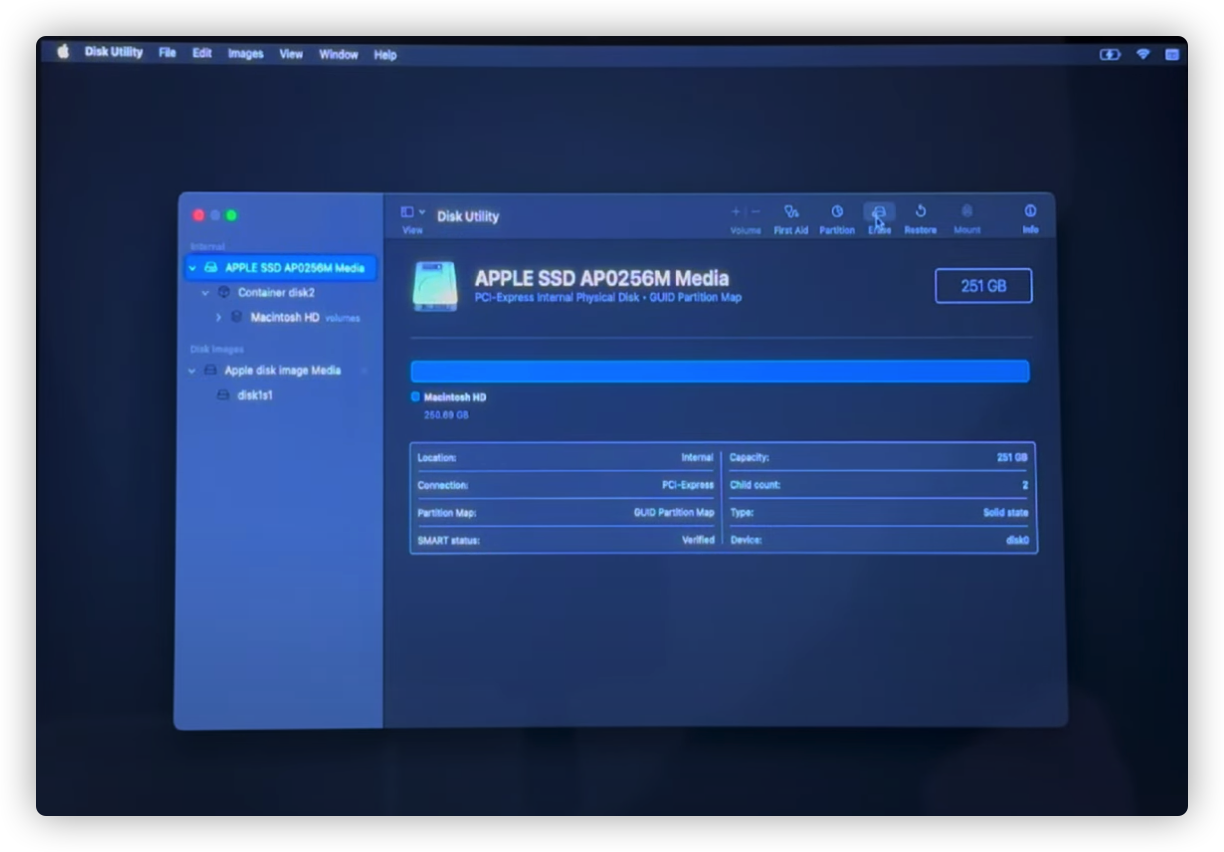 Disk Utility File Edit Images View Window Help
Disk Utility
View
Volume First Aid Partition Erase Restore Mount Info
Internal
APPLE SSD AP0256M Media
Container disk2
Macintosh HD volumes
Disk Images
Apple disk image Media
disk1s1
APPLE SSD AP0256M Media
PCI-Express Internal Physical Disk • GUID Partition Map
251 GB
Macintosh HD
250.69 GB
Location: Internal
Capacity: 251 GB
Connection: PCI-Express
Child count: 2
Partition Map: GUID Partition Map
Type: Solid state
SMART status: Verified
Device: disk0